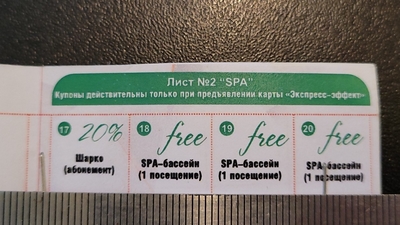 Лист №2 "SPA"
Купоны действительны только при предъявлении карты «Экспресс-эффект»
17 20% 18 free 19 free 20 free
Шарко SPA-бассейн SPA-бассейн SPA-бассейн
(абонемент) (1 посещение) (1 посещение) (1 посещение)